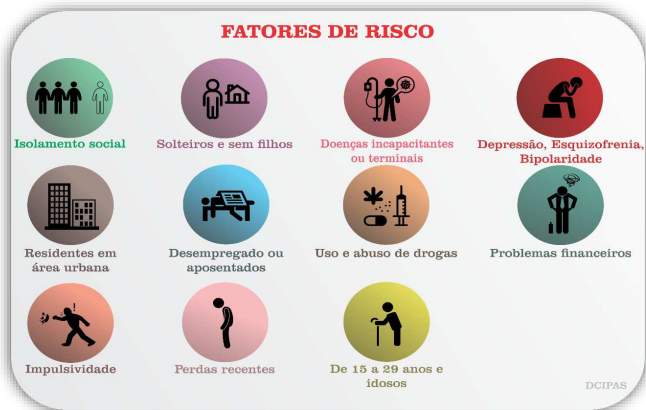 FATORES DE RISCO
Isolamento social
Solteiros e sem filhos
Doenças incapacitantes
ou terminais
Depressão, Esquizofrenia,
Bipolaridade
Residentes em
área urbana
Desempregado ou
aposentados
Uso e abuso de drogas
Problemas financeiros
Impulsividade
Perdas recentes
De 15 a 29 anos e
idosos
DCIPAS